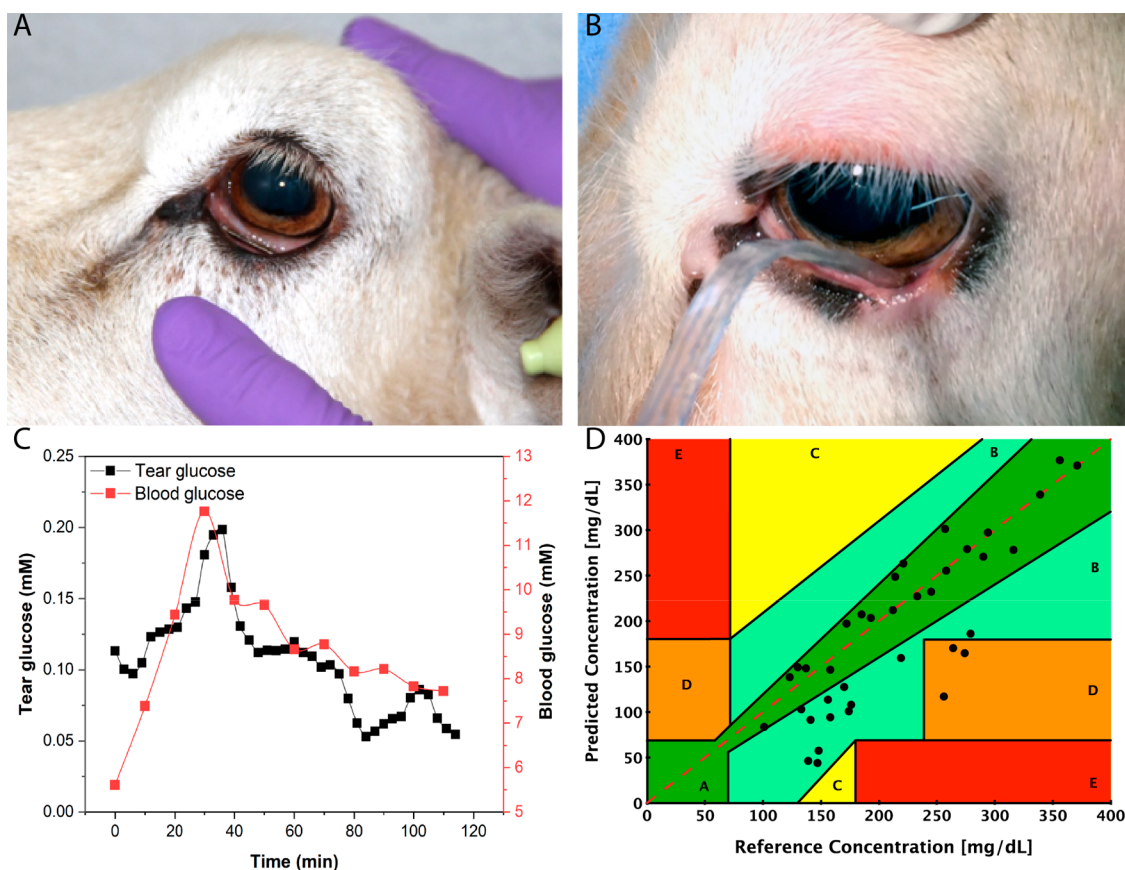 A
B
C
Tear glucose
Blood glucose
Tear glucose (mM)
0.25
0.20
0.15
0.10
0.05
0.00
0
20
40
60
80
100
120
Time (min)
13
12
11
10
9
8
7
6
5
Blood glucose (mM)
D
Predicted Concentration [mg/dL]
400
350
300
250
200
150
100
50
0
E
C
B
B
D
D
A
C
E
0
50
100
150
200
250
300
350
400
Reference Concentration [mg/dL]